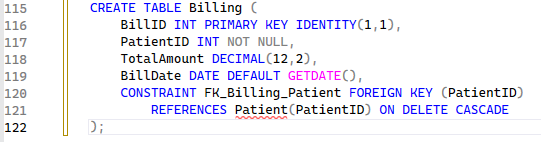 115 CREATE TABLE Billing (
116     BillID INT PRIMARY KEY IDENTITY(1,1),
117     PatientID INT NOT NULL,
118     TotalAmount DECIMAL(12,2),
119     BillDate DATE DEFAULT GETDATE(),
120     CONSTRAINT FK_Billing_Patient FOREIGN KEY (PatientID)
121         REFERENCES Patient(PatientID) ON DELETE CASCADE
122 );